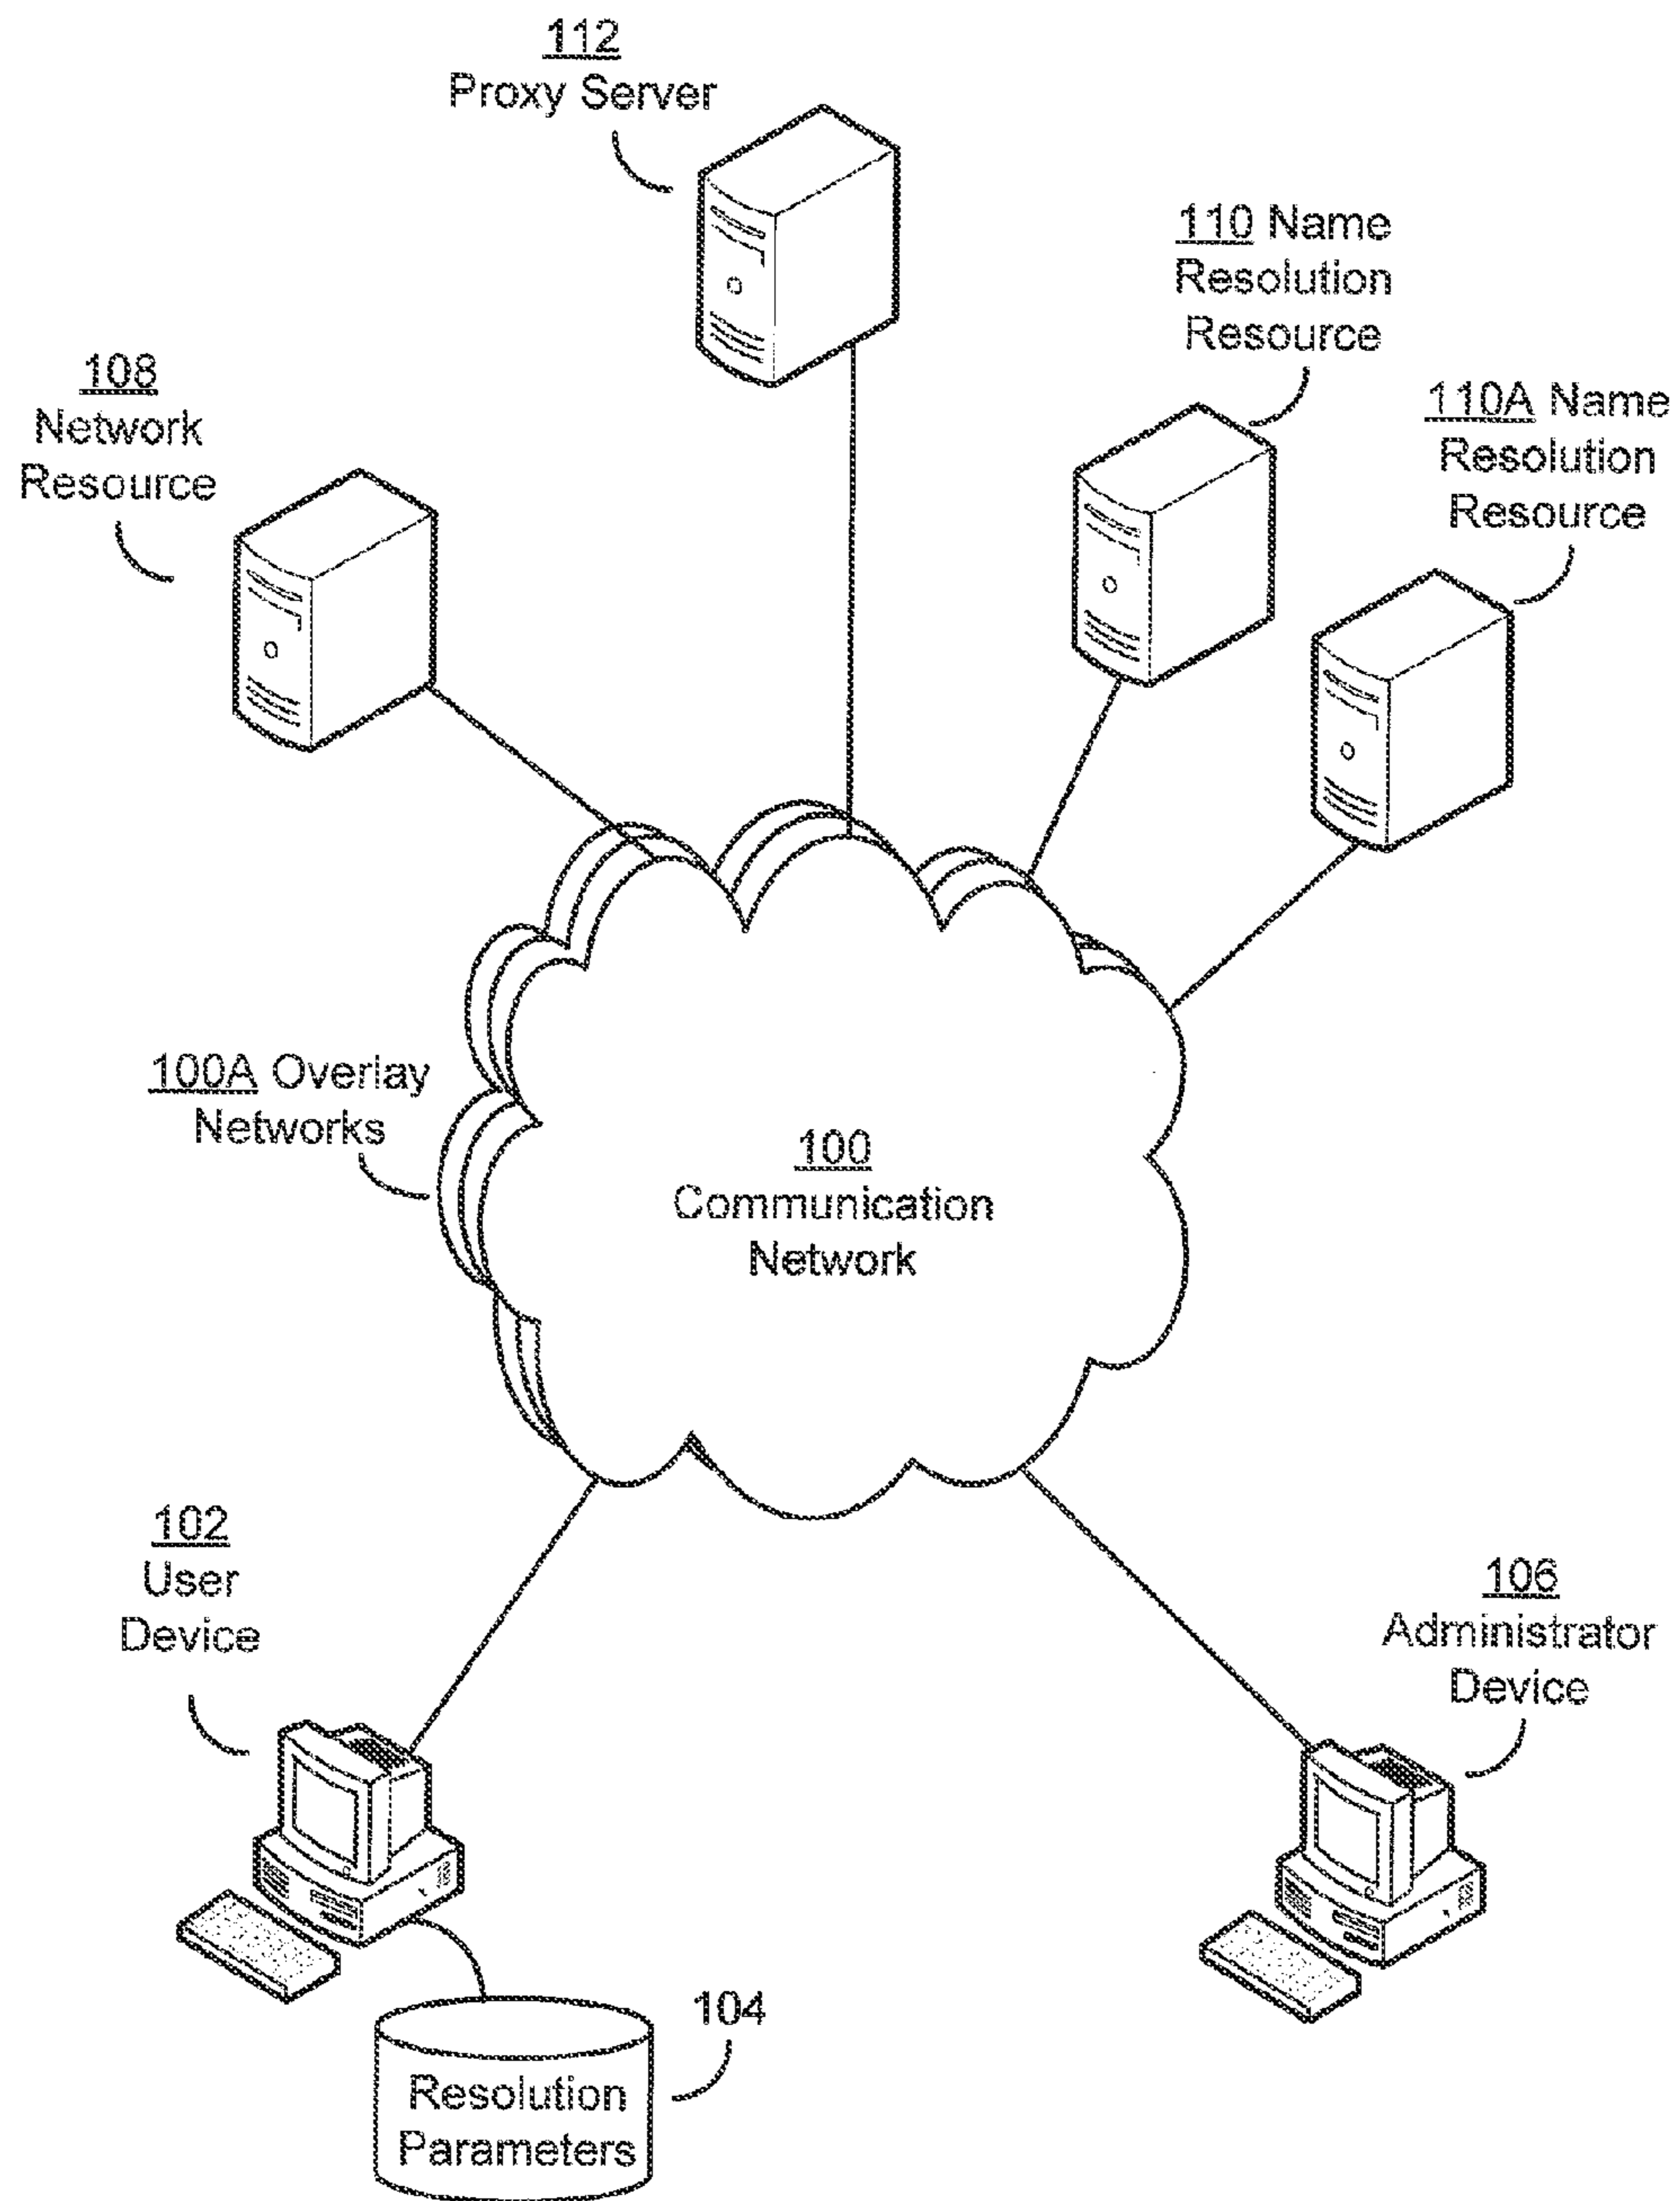 112
Proxy Server
110 Name
Resolution
Resource
108
Network
Resource
110A Name
Resolution
Resource
100A Overlay
Networks
100
Communication
Network
102
User
Device
106
Administrator
Device
104
Resolution
Parameters